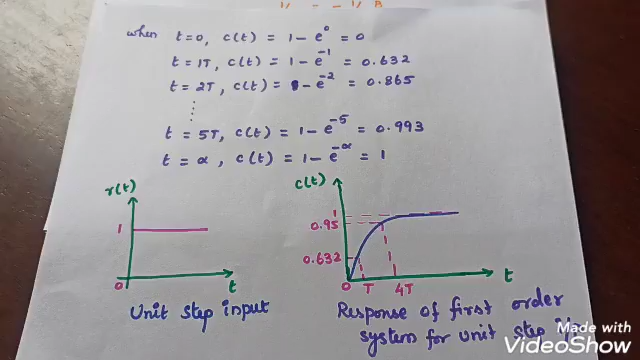 when t=0, c(t) = 1-e⁰ = 0
t = 1T, c(t) = 1-e⁻¹ = 0.632
t = 2T, c(t) = 1-e⁻² = 0.865
⋮
t = 5T, c(t) = 1-e⁻⁵ = 0.993
t = α, c(t) = 1-e^-α = 1
r(t)
1
0
t
Unit step input
c(t)
1
0.95
0.632
0 T 4T
t
Response of first order
system for unit step
Made with
VideoShow